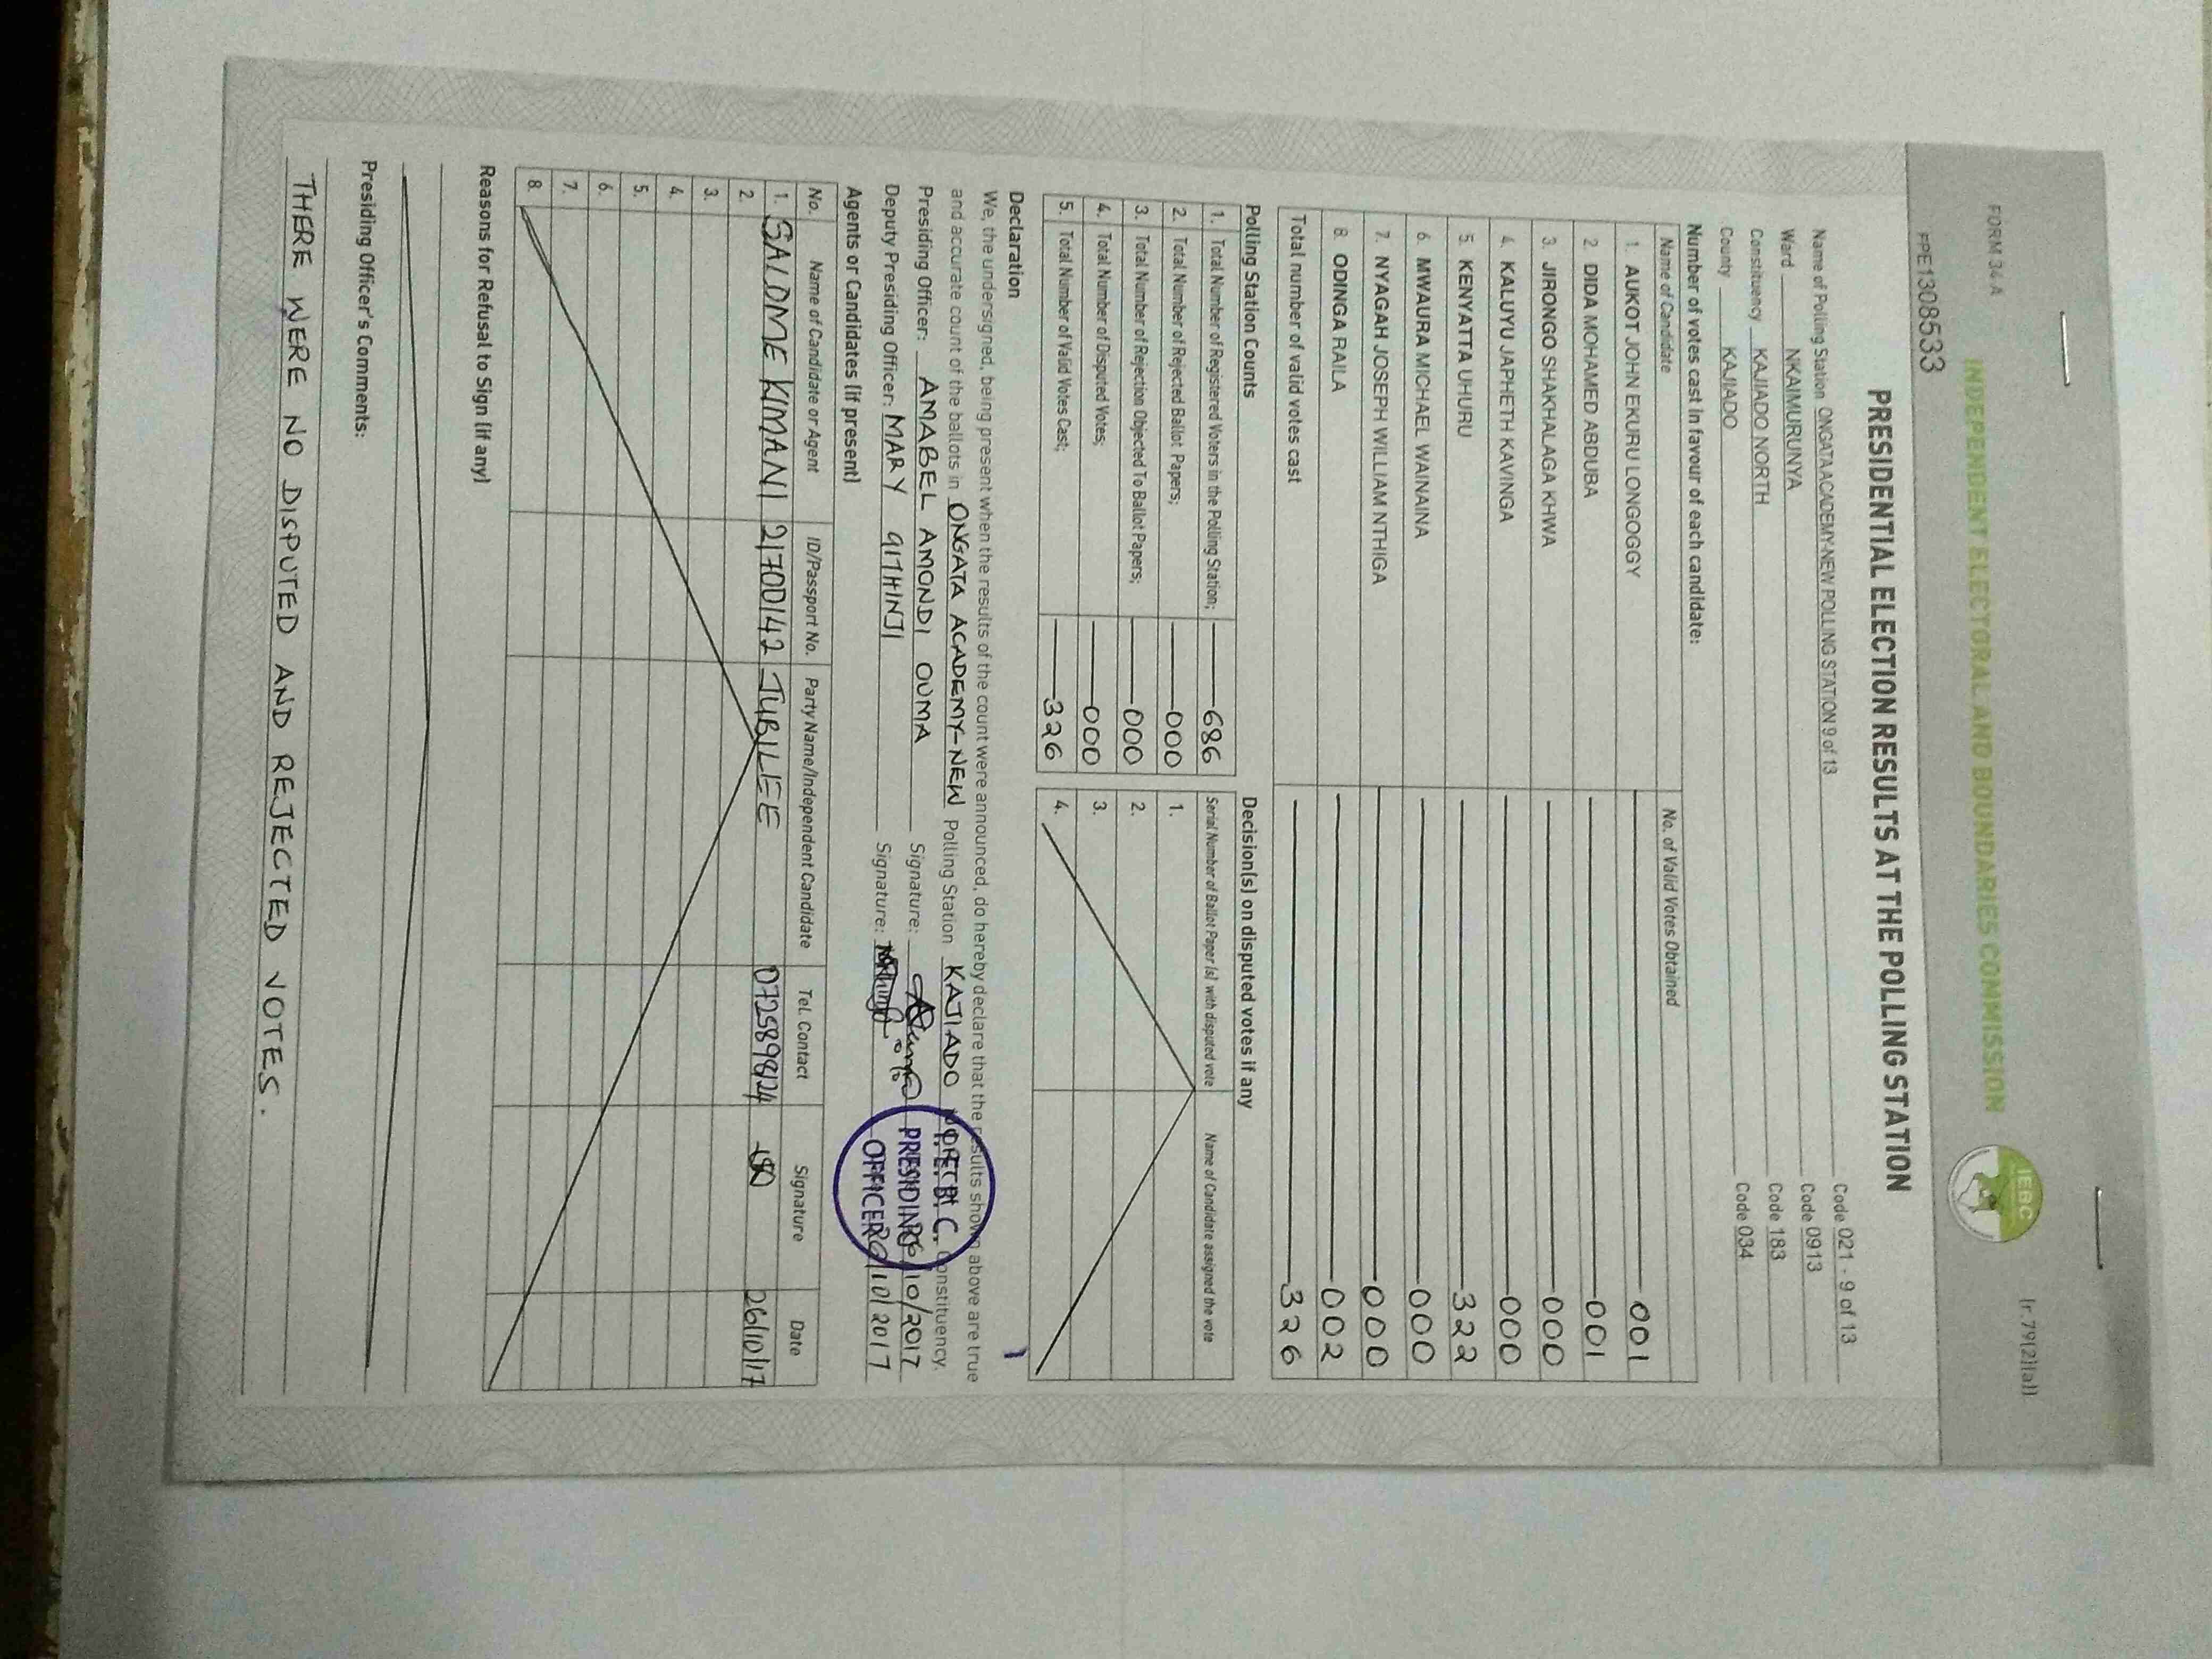 FORM 34A
[r.79(2)(a)]
INDEPENDENT ELECTORAL AND BOUNDARIES COMMISSION
IEBC
FPE1308533
PRESIDENTIAL ELECTION RESULTS AT THE POLLING STATION
Name of Polling Station ONGATA ACADEMY-NEW POLLING STATION 9 of 13 Code 021 - 9 of 13
Ward NKAIMURUNYA Code 0913
Constituency KAJIADO NORTH Code 183
County KAJIADO Code 034
Number of votes cast in favour of each candidate:
Name of Candidate No. of Valid Votes Obtained
1. AUKOT JOHN EKURU LONGOGGY 001
2. DIDA MOHAMED ABDUBA 001
3. JIRONGO SHAKHALAGA KHWA 000
4. KALUYU JAPHETH KAVINGA 000
5. KENYATTA UHURU 322
6. MWAURA MICHAEL WAINAINA 000
7. NYAGAH JOSEPH WILLIAM NTHIGA 000
8. ODINGA RAILA 002
Total number of valid votes cast 326
Polling Station Counts
1. Total Number of Registered Voters in the Polling Station; 686
2. Total Number of Rejected Ballot Papers; 000
3. Total Number of Rejection Objected To Ballot Papers; 000
4. Total Number of Disputed Votes; 000
5. Total Number of Valid Votes Cast; 326
Decision(s) on disputed votes if any
Serial Number of Ballot Paper (s) with disputed vote Name of Candidate assigned the vote
1.
2.
3.
4.
Declaration
We, the undersigned, being present when the results of the count were announced, do hereby declare that the results shown above are true
and accurate count of the ballots in ONGATA ACADEMY-NEW Polling Station KAJIADO Constituency.
Presiding Officer: AMABEL AMONDI OUMA Signature: /10/2017
Deputy Presiding Officer: MARY GITHINJI Signature: /10/2017
PRESIDING
OFFICER
Agents or Candidates (if present)
No. Name of Candidate or Agent ID/Passport No. Party Name/Independent Candidate Tel. Contact Signature Date
1. SALOME KIMANI 21700142 JUBILEE 0725898124 26/10/17
2.
3.
4.
5.
6.
7.
8.
Reasons for Refusal to Sign (if any)
Presiding Officer's Comments:
THERE WERE NO DISPUTED AND REJECTED VOTES.